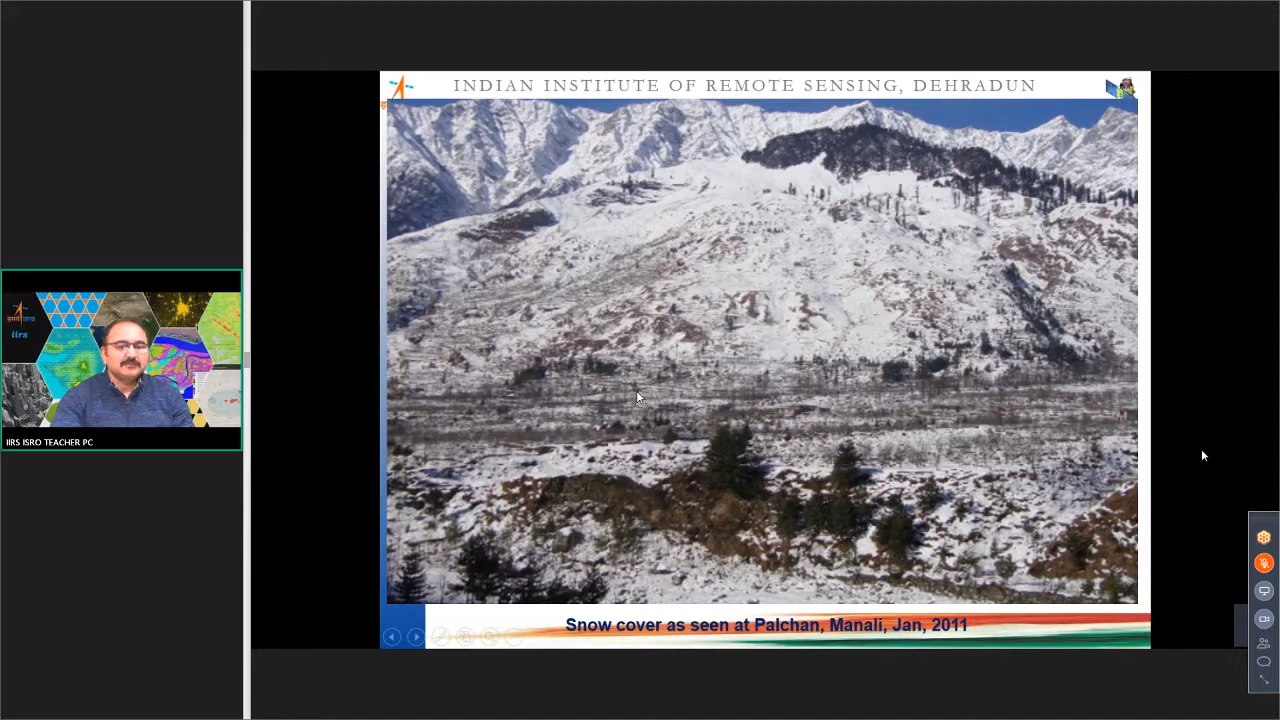 INDIAN INSTITUTE OF REMOTE SENSING, DEHRADUN
iirs
IIRS ISRO TEACHER PC
Snow cover as seen at Palchan, Manali, Jan, 2011